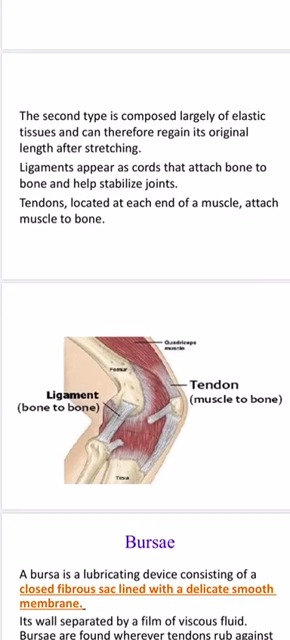 The second type is composed largely of elastic
tissues and can therefore regain its original
length after stretching.
Ligaments appear as cords that attach bone to
bone and help stabilize joints.
Tendons, located at each end of a muscle, attach
muscle to bone.
Quadriceps
muscle
Femur
Ligament
(bone to bone)
Tendon
(muscle to bone)
Tibia
Bursae
A bursa is a lubricating device consisting of a
closed fibrous sac lined with a delicate smooth
membrane.
Its wall separated by a film of viscous fluid.
Bursae are found wherever tendons rub against